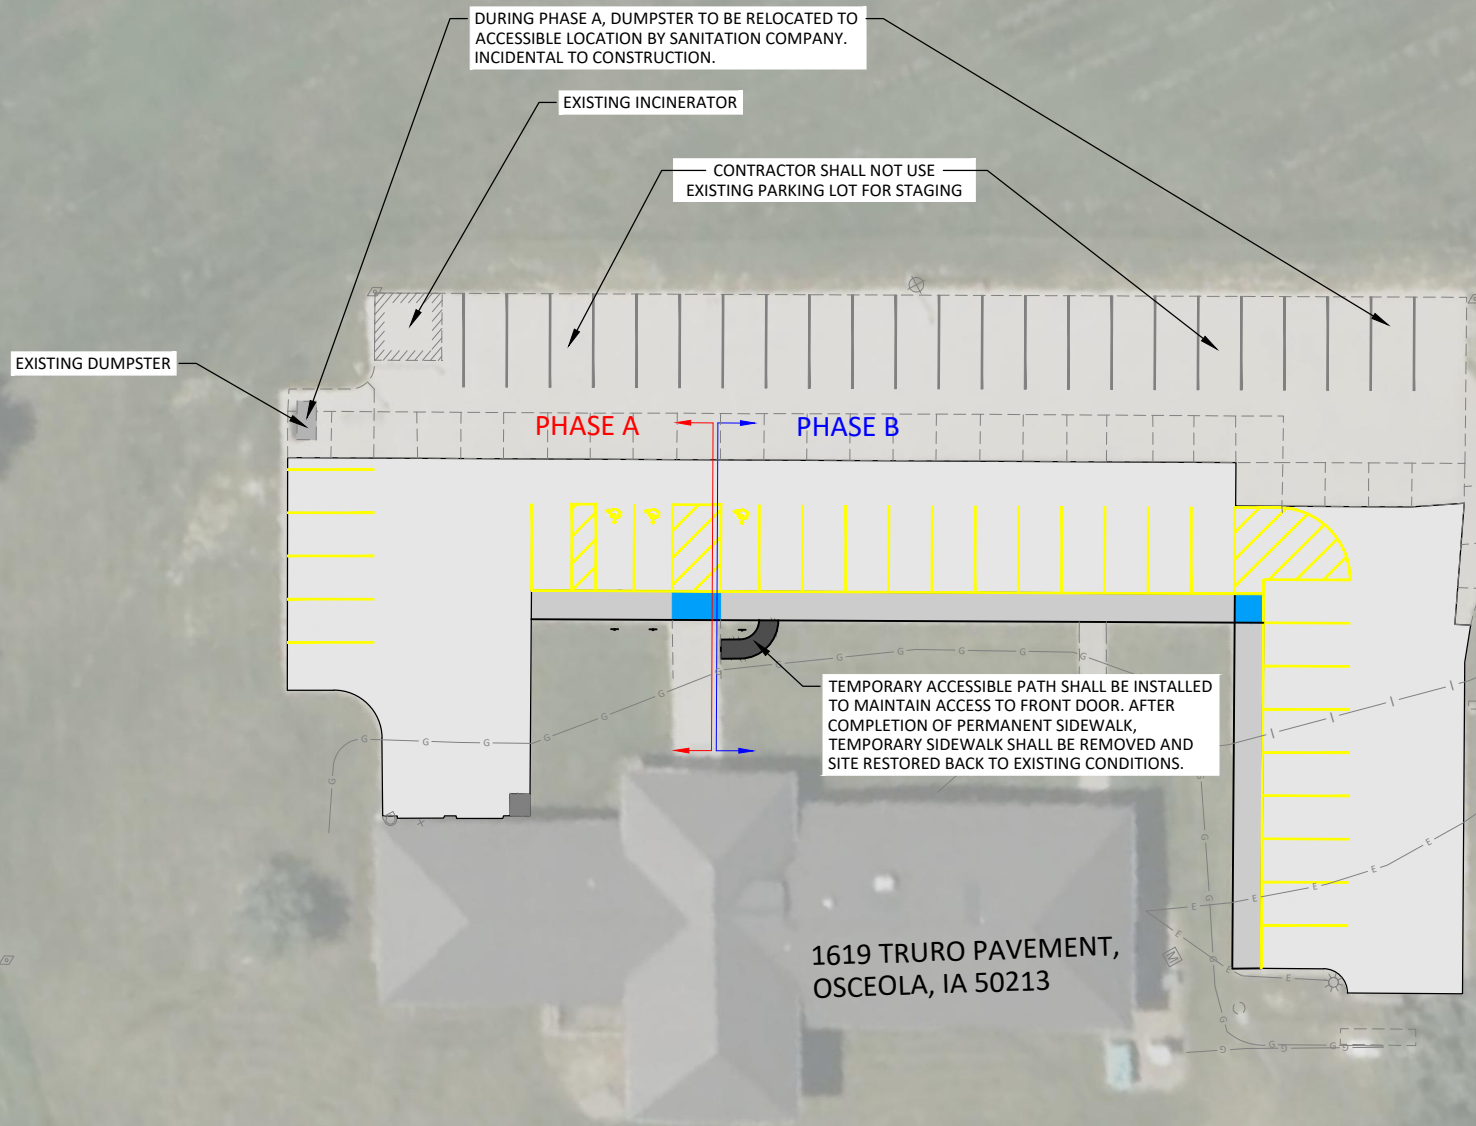 DURING PHASE A, DUMPSTER TO BE RELOCATED TO
ACCESSIBLE LOCATION BY SANITATION COMPANY.
INCIDENTAL TO CONSTRUCTION.
EXISTING INCINERATOR
CONTRACTOR SHALL NOT USE
EXISTING PARKING LOT FOR STAGING
EXISTING DUMPSTER
PHASE A
PHASE B
TEMPORARY ACCESSIBLE PATH SHALL BE INSTALLED
TO MAINTAIN ACCESS TO FRONT DOOR. AFTER
COMPLETION OF PERMANENT SIDEWALK,
TEMPORARY SIDEWALK SHALL BE REMOVED AND
SITE RESTORED BACK TO EXISTING CONDITIONS.
1619 TRURO PAVEMENT,
OSCEOLA, IA 50213